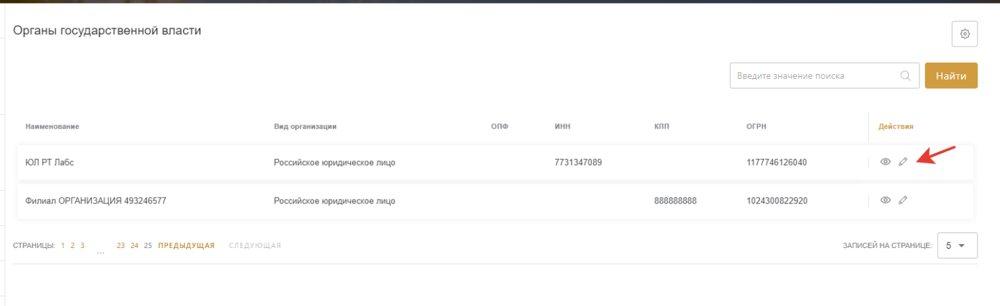 Органы государственной власти
Введите значение поиска Найти
Наименование Вид организации ОПФ ИНН КПП ОГРН Действия
ЮЛ РТ Лабс Российское юридическое лицо 7731347089 1177746126040
Филиал ОРГАНИЗАЦИЯ 493246577 Российское юридическое лицо 888888888 1024300822920
СТРАНИЦЫ: 1 2 3 ... 23 24 25 ПРЕДЫДУЩАЯ СЛЕДУЮЩАЯ ЗАПИСЕЙ НА СТРАНИЦЕ: 5